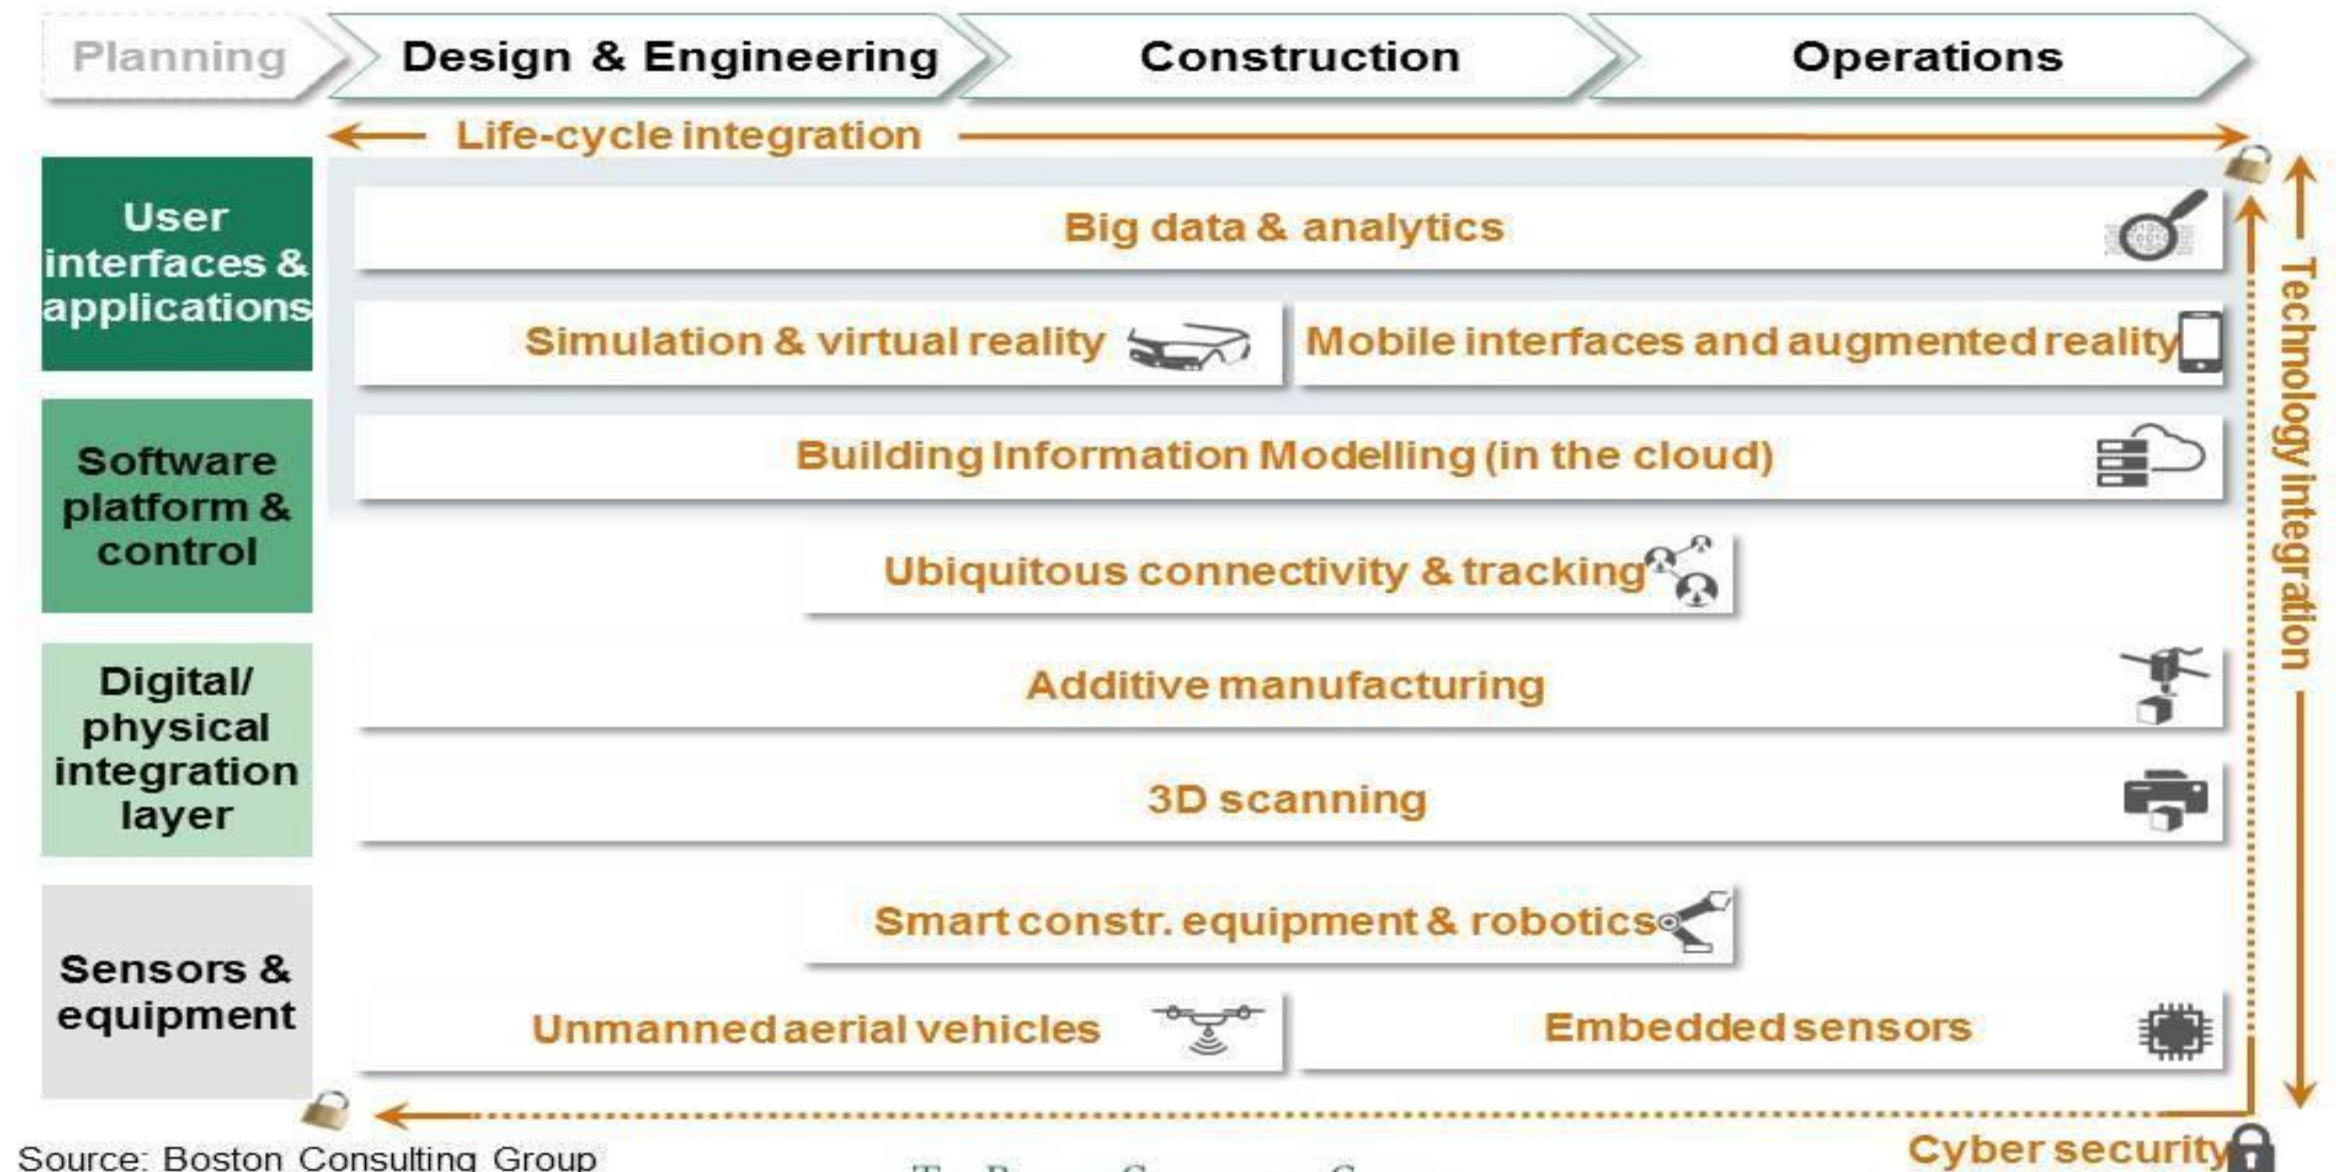 Planning
Design & Engineering
Construction
Operations
Life-cycle integration
User
interfaces &
applications
Big data & analytics
Simulation & virtual reality
Mobile interfaces and augmented reality
Software
platform &
control
Building Information Modelling (in the cloud)
Ubiquitous connectivity & tracking
Digital/
physical
integration
layer
Additive manufacturing
3D scanning
Sensors &
equipment
Smart constr. equipment & robotics
Unmanned aerial vehicles
Embedded sensors
Technology integration
Cyber security
Source: Boston Consulting Group